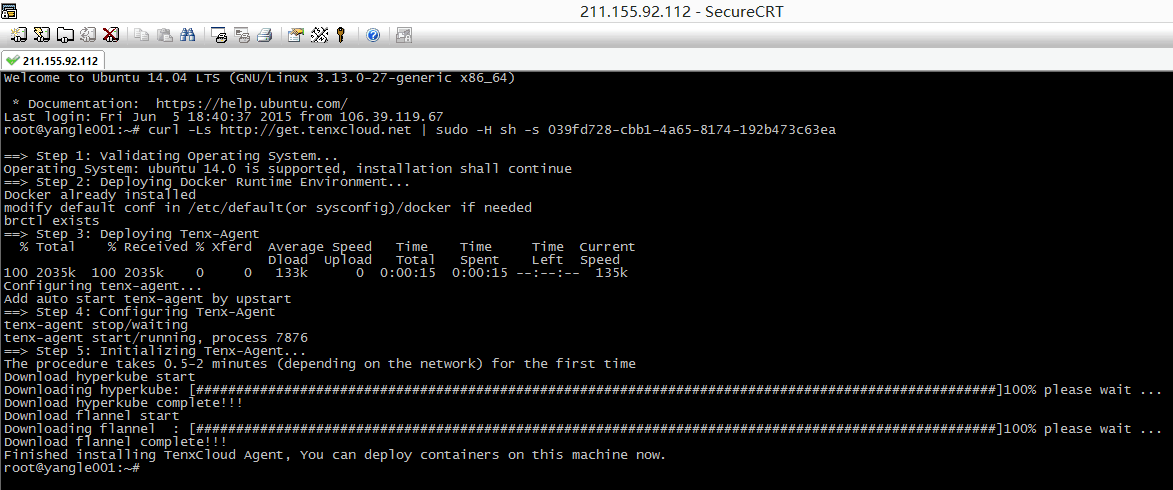 211.155.92.112 - SecureCRT
211.155.92.112
Welcome to Ubuntu 14.04 LTS (GNU/Linux 3.13.0-27-generic x86_64)
* Documentation:  https://help.ubuntu.com/
Last login: Fri Jun  5 18:40:37 2015 from 106.39.119.67
root@yangle001:~# curl -Ls http://get.tenxcloud.net | sudo -H sh -s 039fd728-cbb1-4a65-8174-192b473c63ea
==> Step 1: Validating Operating System...
Operating System: ubuntu 14.0 is supported, installation shall continue
==> Step 2: Deploying Docker Runtime Environment...
Docker already installed
modify default conf in /etc/default(or sysconfig)/docker if needed
brctl exists
==> Step 3: Deploying Tenx-Agent
  % Total    % Received % Xferd  Average Speed   Time    Time     Time  Current
                                 Dload  Upload   Total   Spent    Left  Speed
100 2035k  100 2035k    0     0   133k      0  0:00:15  0:00:15 --:--:--  135k
Configuring tenx-agent...
Add auto start tenx-agent by upstart
==> Step 4: Configuring Tenx-Agent
tenx-agent stop/waiting
tenx-agent start/running, process 7876
==> Step 5: Initializing Tenx-Agent...
The procedure takes 0.5-2 minutes (depending on the network) for the first time
Download hyperkube start
Downloading hyperkube: [####################################################################################################]100% please wait ...
Download hyperkube complete!!!
Download flannel start
Downloading flannel  : [####################################################################################################]100% please wait ...
Download flannel complete!!!
Finished installing TenxCloud Agent, You can deploy containers on this machine now.
root@yangle001:~#